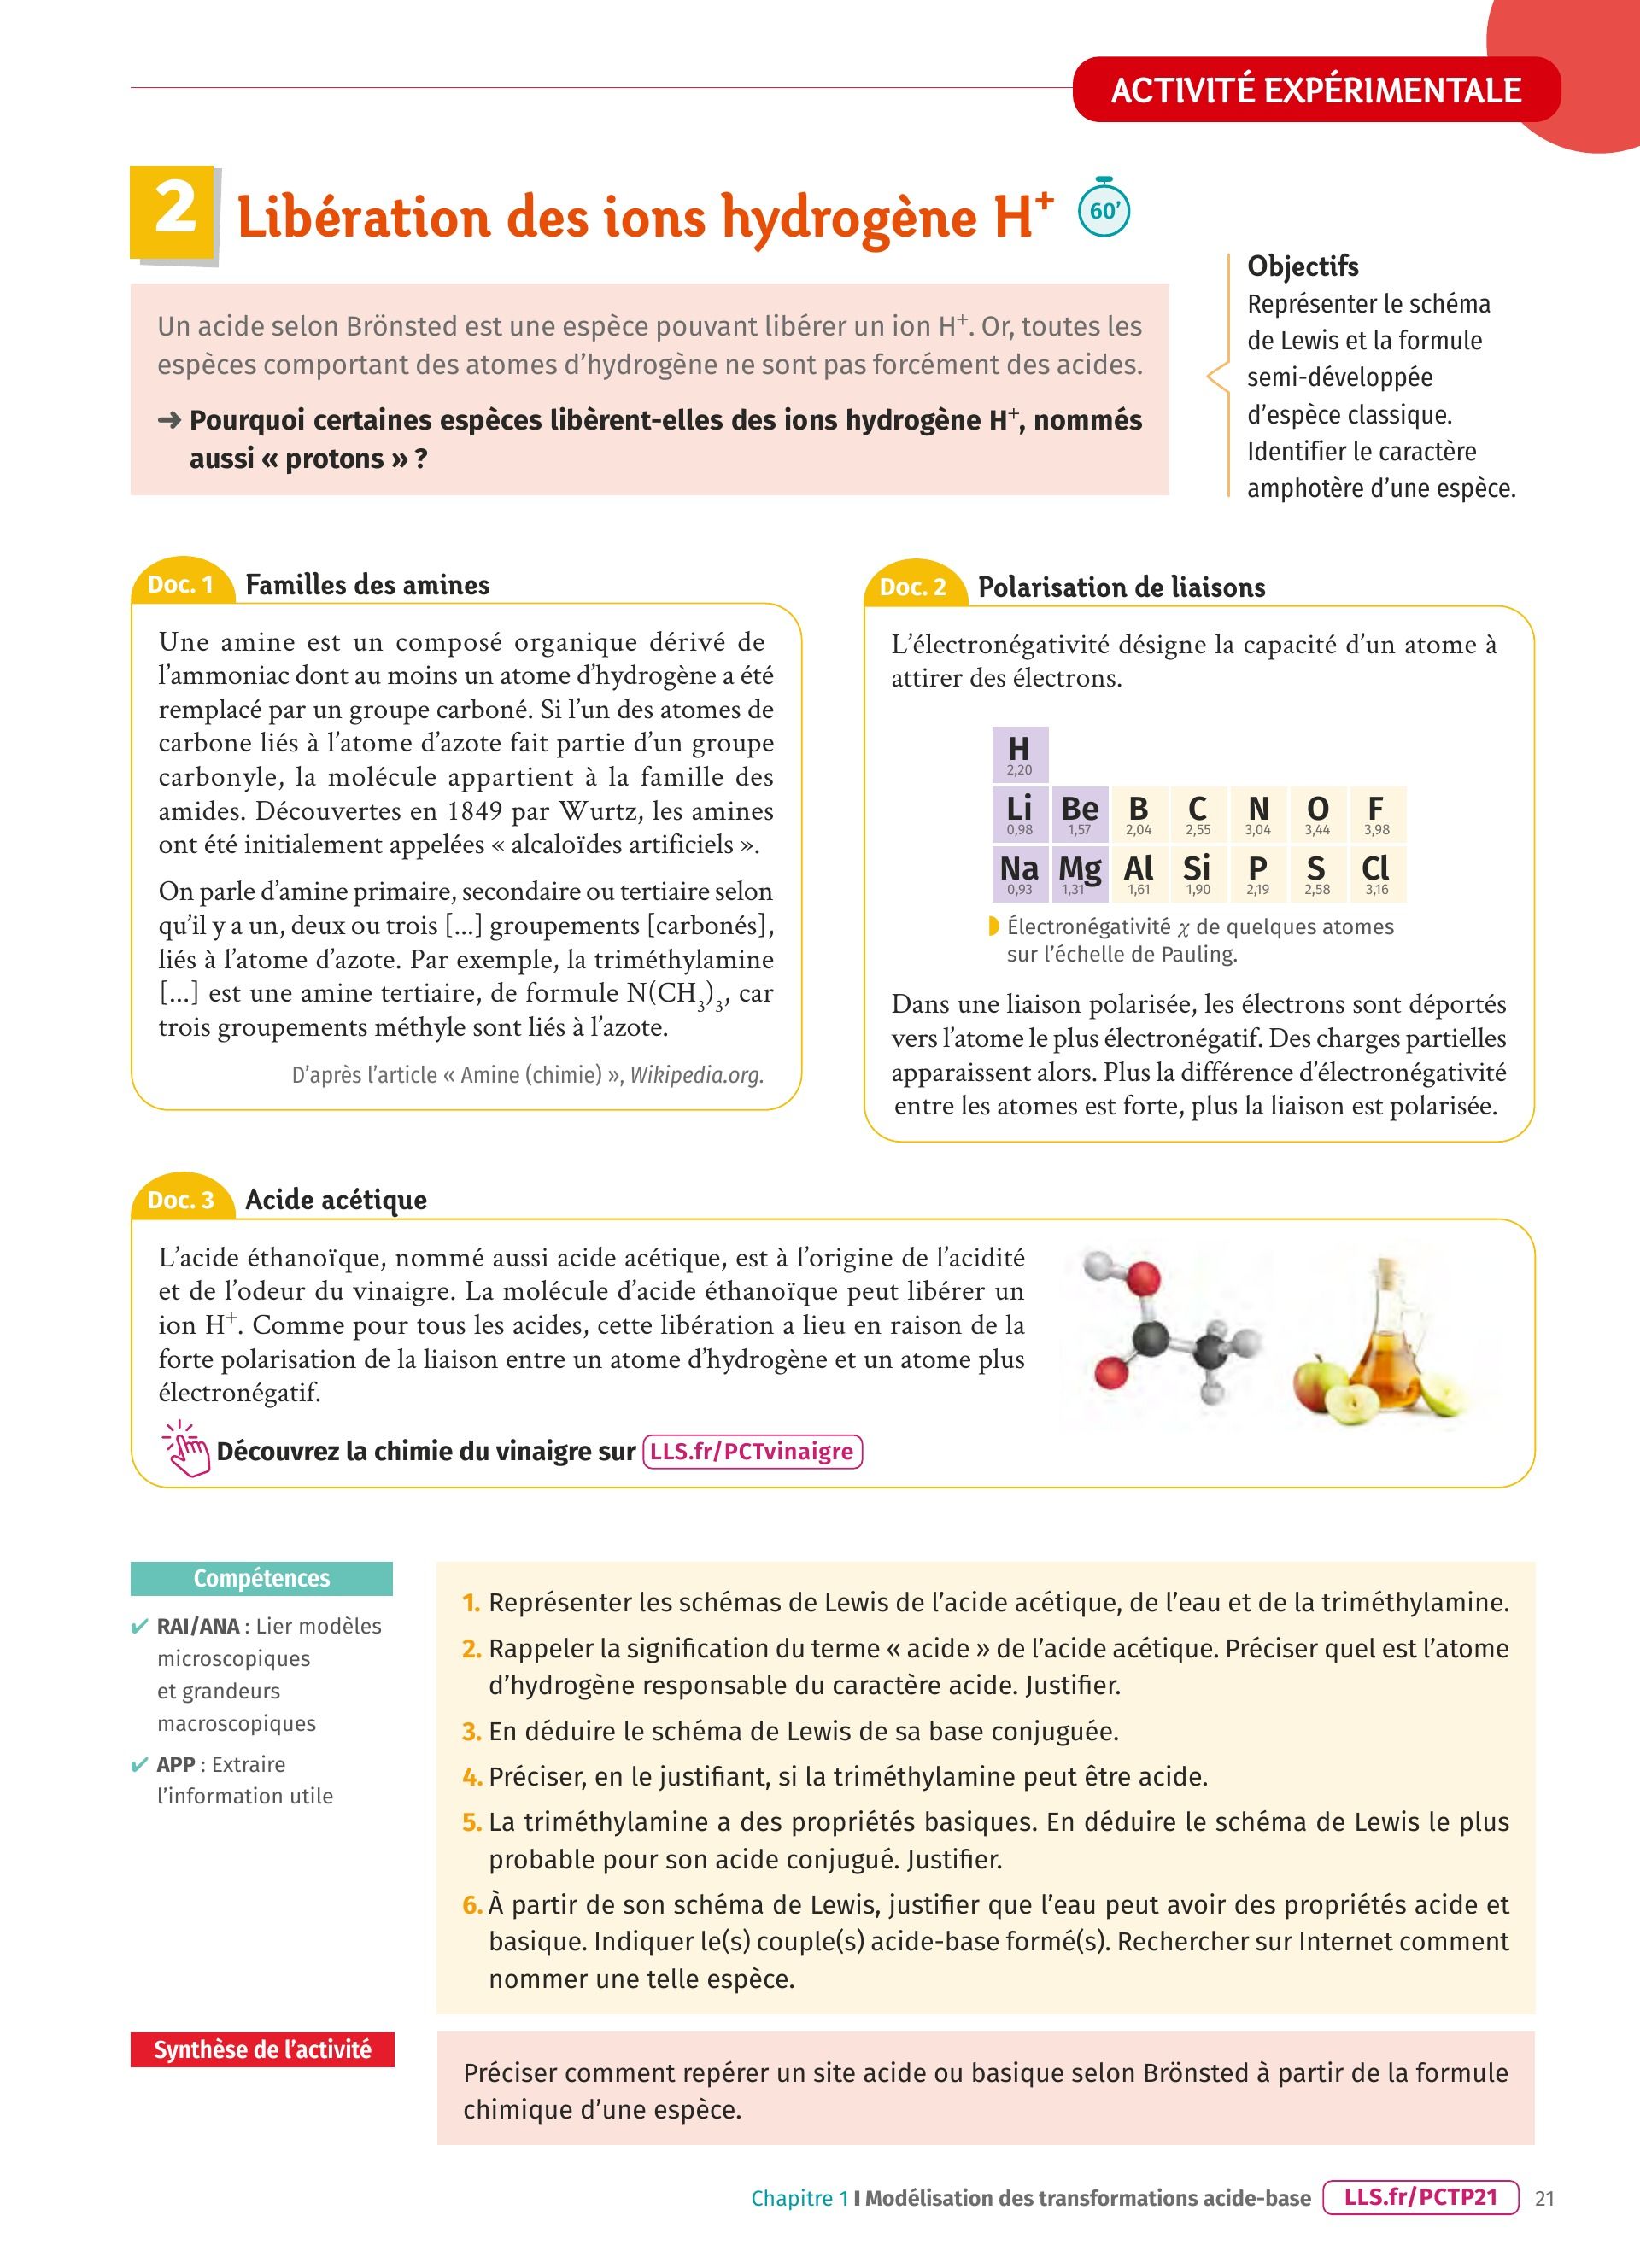 ACTIVITÉ EXPÉRIMENTALE
2
Libération des ions hydrogène H⁺
60’
Un acide selon Brönsted est une espèce pouvant libérer un ion H⁺. Or, toutes les
espèces comportant des atomes d’hydrogène ne sont pas forcément des acides.
➜ Pourquoi certaines espèces libèrent-elles des ions hydrogène H⁺, nommés
aussi « protons » ?
Objectifs
Représenter le schéma
de Lewis et la formule
semi-développée
d’espèce classique.
Identifier le caractère
amphotère d’une espèce.
Doc. 1 Familles des amines
Une amine est un composé organique dérivé de
l’ammoniac dont au moins un atome d’hydrogène a été
remplacé par un groupe carboné. Si l’un des atomes de
carbone liés à l’atome d’azote fait partie d’un groupe
carbonyle, la molécule appartient à la famille des
amides. Découvertes en 1849 par Wurtz, les amines
ont été initialement appelées « alcaloïdes artificiels ».
On parle d’amine primaire, secondaire ou tertiaire selon
qu’il y a un, deux ou trois [...] groupements [carbonés],
liés à l’atome d’azote. Par exemple, la triméthylamine
[...] est une amine tertiaire, de formule N(CH₃)₃, car
trois groupements méthyle sont liés à l’azote.
D’après l’article « Amine (chimie) », Wikipedia.org.
Doc. 2 Polarisation de liaisons
L’électronégativité désigne la capacité d’un atome à
attirer des électrons.
H
2,20
Li Be B C N O F
0,98 1,57 2,04 2,55 3,04 3,44 3,98
Na Mg Al Si P S Cl
0,93 1,31 1,61 1,90 2,19 2,58 3,16
Électronégativité χ de quelques atomes
sur l’échelle de Pauling.
Dans une liaison polarisée, les électrons sont déportés
vers l’atome le plus électronégatif. Des charges partielles
apparaissent alors. Plus la différence d’électronégativité
entre les atomes est forte, plus la liaison est polarisée.
Doc. 3 Acide acétique
L’acide éthanoïque, nommé aussi acide acétique, est à l’origine de l’acidité
et de l’odeur du vinaigre. La molécule d’acide éthanoïque peut libérer un
ion H⁺. Comme pour tous les acides, cette libération a lieu en raison de la
forte polarisation de la liaison entre un atome d’hydrogène et un atome plus
électronégatif.
Découvrez la chimie du vinaigre sur LLS.fr/PCTvinaigre
Compétences
✔ RAI/ANA : Lier modèles
microscopiques
et grandeurs
macroscopiques
✔ APP : Extraire
l’information utile
1. Représenter les schémas de Lewis de l’acide acétique, de l’eau et de la triméthylamine.
2. Rappeler la signification du terme « acide » de l’acide acétique. Préciser quel est l’atome
d’hydrogène responsable du caractère acide. Justifier.
3. En déduire le schéma de Lewis de sa base conjuguée.
4. Préciser, en le justifiant, si la triméthylamine peut être acide.
5. La triméthylamine a des propriétés basiques. En déduire le schéma de Lewis le plus
probable pour son acide conjugué. Justifier.
6. À partir de son schéma de Lewis, justifier que l’eau peut avoir des propriétés acide et
basique. Indiquer le(s) couple(s) acide-base formé(s). Rechercher sur Internet comment
nommer une telle espèce.
Synthèse de l’activité
Préciser comment repérer un site acide ou basique selon Brönsted à partir de la formule
chimique d’une espèce.
Chapitre 1 I Modélisation des transformations acide-base LLS.fr/PCTP21 21